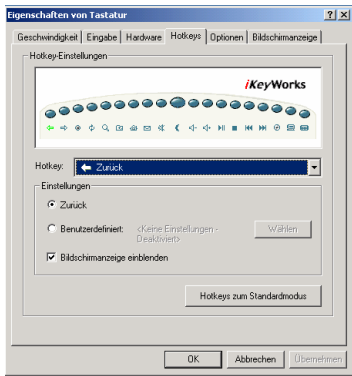 Eigenschaften von Tastatur
Geschwindigkeit Eingabe Hardware Hotkeys Optionen Bildschirmanzeige
Hotkey-Einstellungen
iKeyWorks
Hotkey: Zurück
Einstellungen
Zurück
Benutzerdefiniert: <Keine Einstellungen - Wählen
Deaktiviert>
Bildschirmanzeige einblenden
Hotkeys zum Standardmodus
OK Abbrechen Übernehmen